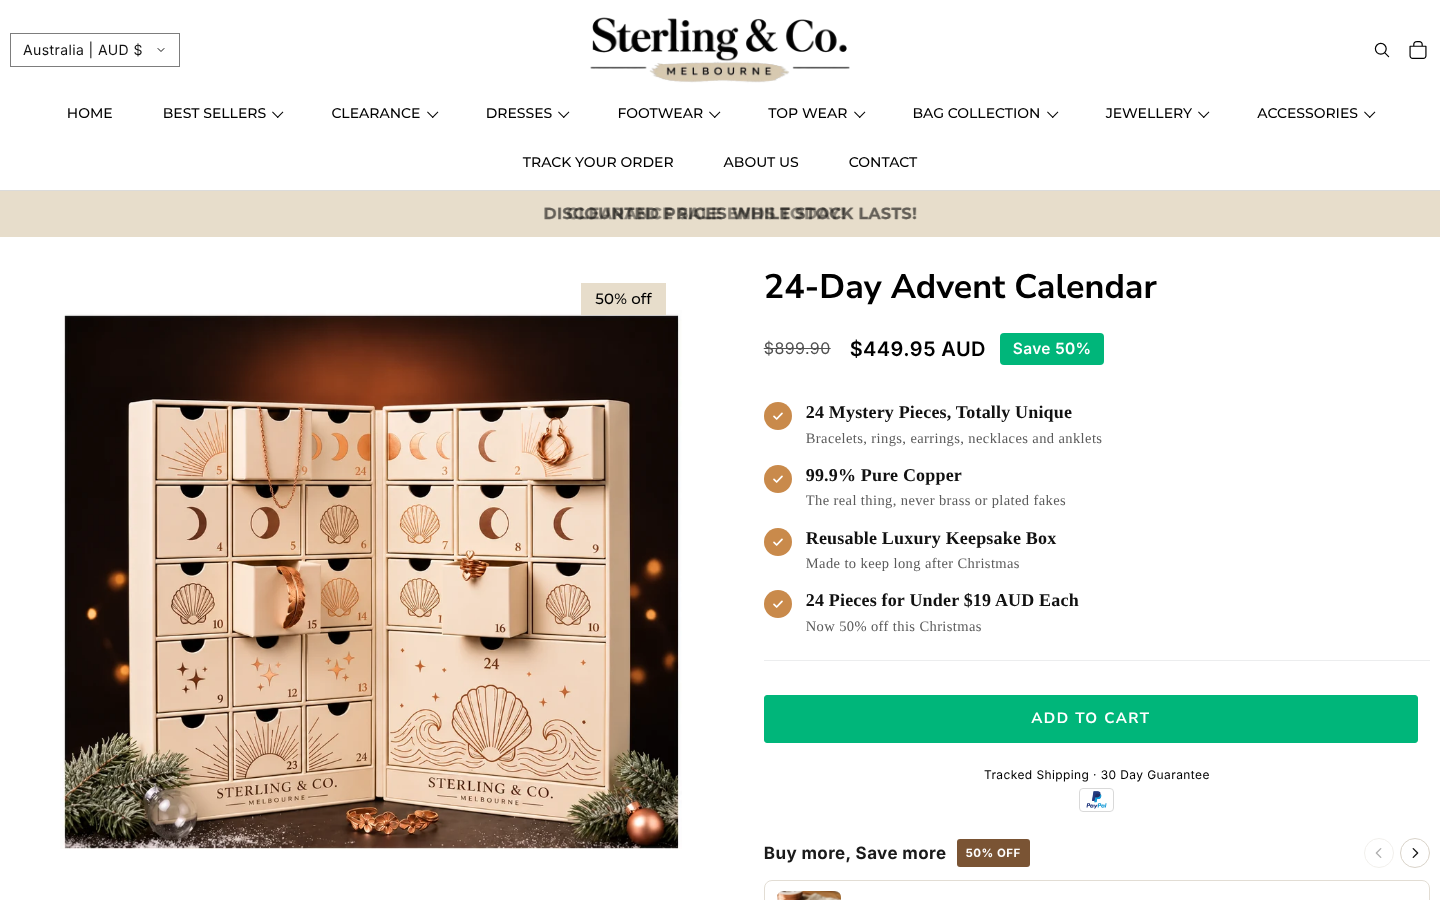 Australia | AUD $
Sterling & Co.
MELBOURNE
HOME
BEST SELLERS
CLEARANCE
DRESSES
FOOTWEAR
TOP WEAR
BAG COLLECTION
JEWELLERY
ACCESSORIES
TRACK YOUR ORDER
ABOUT US
CONTACT
50% off
5
19
24
3
2
4
5
6
7
8
9
10
15
14
16
10
9
12
13
24
23
24
STERLING & CO.
MELBOURNE
STERLING & CO.
MELBOURNE
24-Day Advent Calendar
$899.90 $449.95 AUD Save 50%
24 Mystery Pieces, Totally Unique
Bracelets, rings, earrings, necklaces and anklets
99.9% Pure Copper
The real thing, never brass or plated fakes
Reusable Luxury Keepsake Box
Made to keep long after Christmas
24 Pieces for Under $19 AUD Each
Now 50% off this Christmas
ADD TO CART
Tracked Shipping · 30 Day Guarantee
PayPal
Buy more, Save more 50% OFF